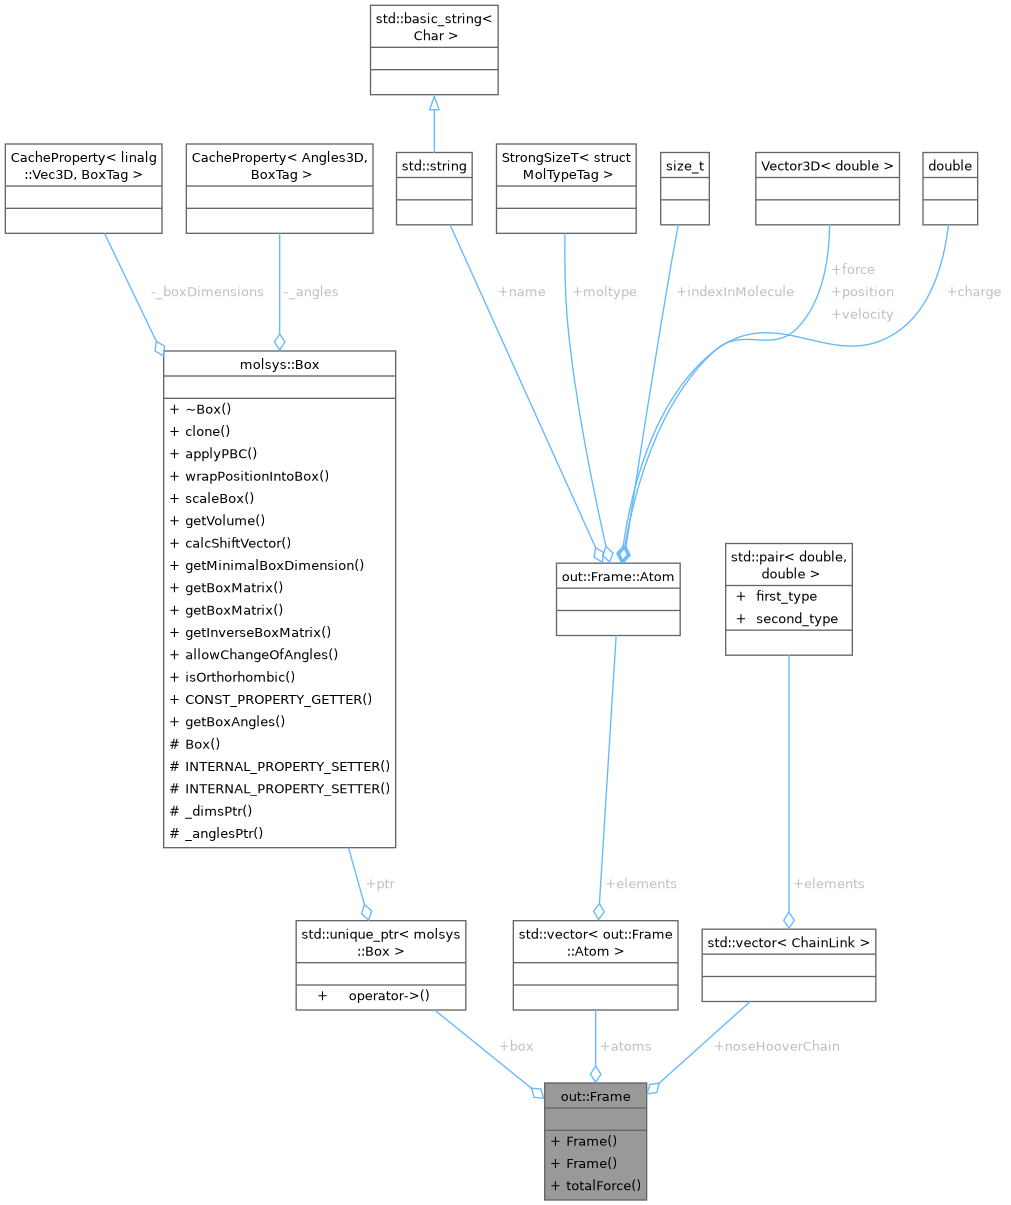 std::basic_string<
Char >
CacheProperty< linalg
::Vec3D, BoxTag >
CacheProperty< Angles3D,
BoxTag >
std::string
StrongSizeT< struct
MolTypeTag >
size_t
Vector3D< double >
double
-_boxDimensions
-_angles
+name
+moltype
+indexInMolecule
+force
+position
+velocity
+charge
molsys::Box
+ ~Box()
+ clone()
+ applyPBC()
+ wrapPositionIntoBox()
+ scaleBox()
+ getVolume()
+ calcShiftVector()
+ getMinimalBoxDimension()
+ getBoxMatrix()
+ getBoxMatrix()
+ getInverseBoxMatrix()
+ allowChangeOfAngles()
+ isOrthorhombic()
+ CONST_PROPERTY_GETTER()
+ getBoxAngles()
# Box()
# INTERNAL_PROPERTY_SETTER()
# INTERNAL_PROPERTY_SETTER()
# _dimsPtr()
# _anglesPtr()
out::Frame::Atom
std::pair< double,
double >
+ first_type
+ second_type
+ptr
+elements
+elements
std::unique_ptr< molsys
::Box >
+ operator->()
std::vector< out::Frame
::Atom >
std::vector< ChainLink >
+box
+atoms
+noseHooverChain
out::Frame
+ Frame()
+ Frame()
+ totalForce()